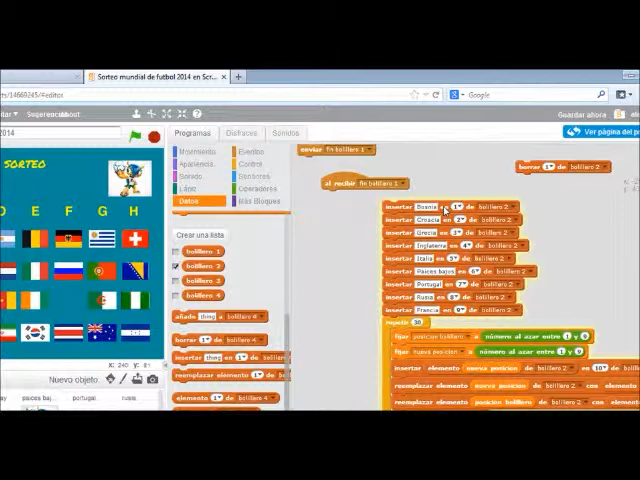 Sorteo mundial de futbol 2014 en Scr...
/14669245/#editor
Google
Sugerencias
About
Guardar ahora
Ver página del
2014
Programas
Disfraces
Sonidos
SORTEO
Movimiento
Apariencia
Sonido
Lápiz
Datos
Eventos
Control
Sensores
Operadores
Más Bloques
D E F G H
Crear una lista
bolillero 1
bolillero 2
bolillero 3
bolillero 4
añade thing a bolillero 4
borrar 1 de bolillero 4
insertar thing en 1 de
reemplazar elemento 1 de
elemento 1 de bolillero 4
x: 240
Nuevo objeto:
paices baj...
portugal
rusia
enviar fin bolillero 1
borrar 1 de bolillero 2
al recibir fin bolillero 1
insertar Bosnia en 1 de bolillero 2
insertar Croacia en 2 de bolillero 2
insertar Grecia en 3 de bolillero 2
insertar Inglaterra en 4 de bolillero 2
insertar Italia en 5 de bolillero 2
insertar Paices bajos en 6 de bolillero 2
insertar Portugal en 7 de bolillero 2
insertar Rusia en 8 de bolillero 2
insertar Francia en 9 de bolillero 2
repetir 30
fijar posicion bolillero a número al azar entre 1 y 9
fijar nueva posicion a número al azar entre 1 y 9
insertar elemento nueva posicion de bolillero 2 en 10 de
reemplazar elemento nueva posicion de bolillero 2 con elemento
reemplazar elemento posicion bolillero de bolillero 2 con